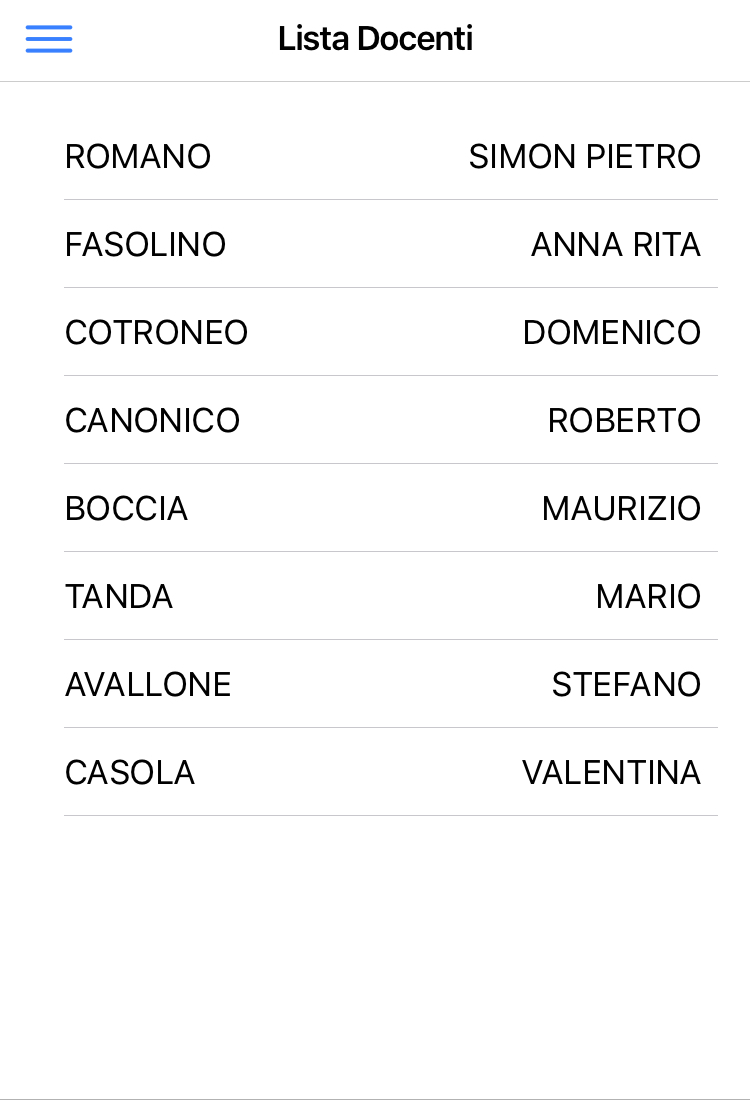 Lista Docenti
ROMANO SIMON PIETRO
FASOLINO ANNA RITA
COTRONEO DOMENICO
CANONICO ROBERTO
BOCCIA MAURIZIO
TANDA MARIO
AVALLONE STEFANO
CASOLA VALENTINA